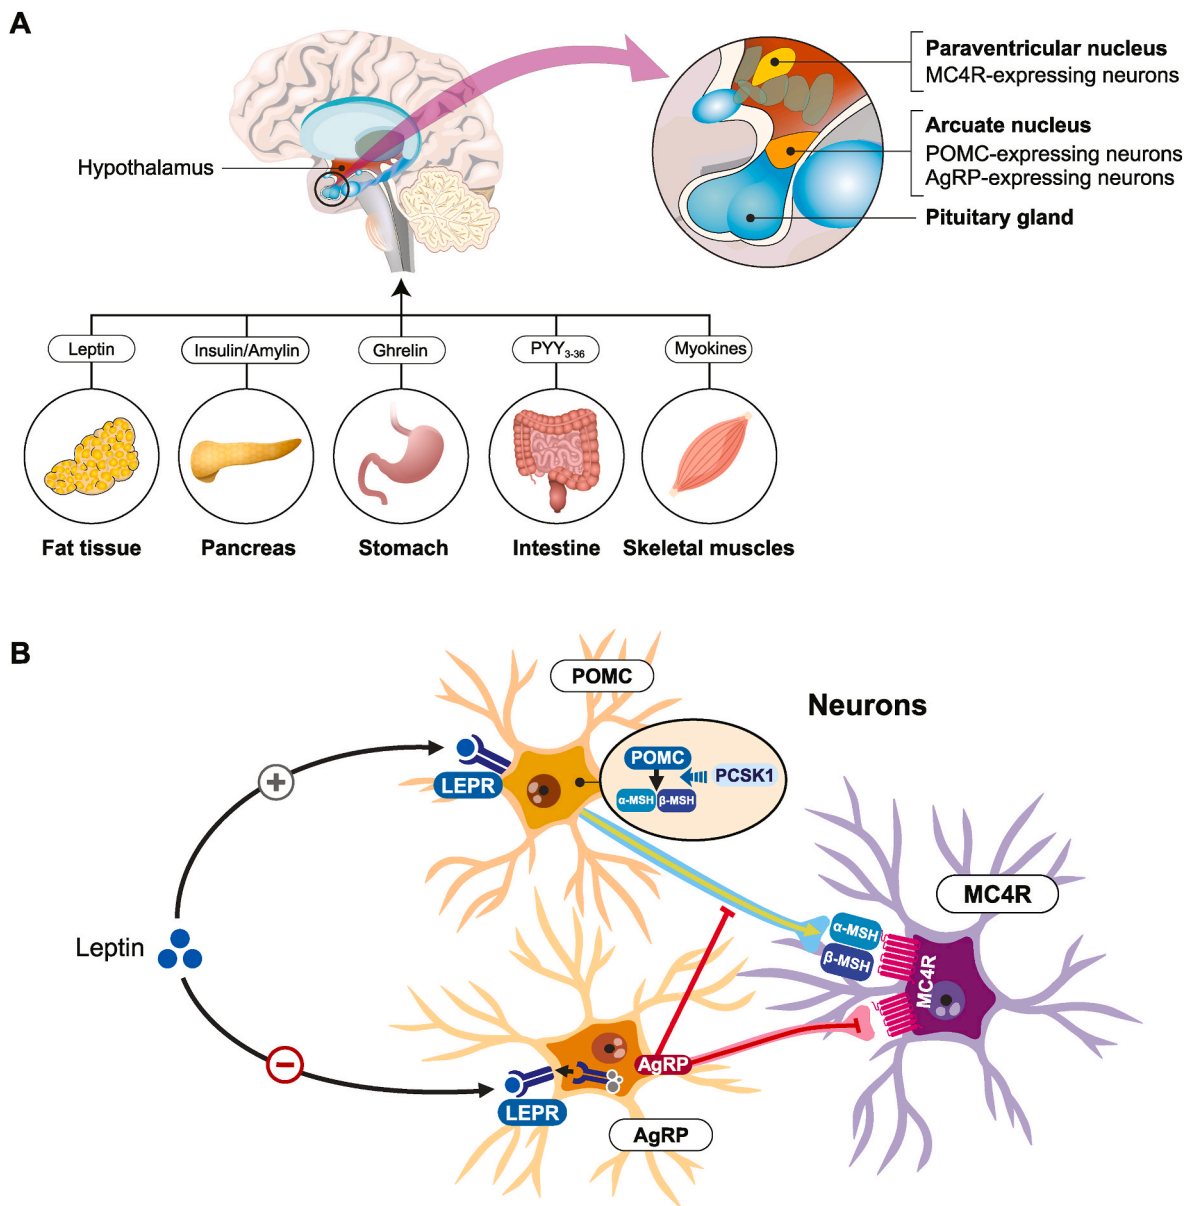 A
Hypothalamus
Paraventricular nucleus
MC4R-expressing neurons
Arcuate nucleus
POMC-expressing neurons
AgRP-expressing neurons
Pituitary gland
Leptin
Insulin/Amylin
Ghrelin
PYY3-36
Myokines
Fat tissue
Pancreas
Stomach
Intestine
Skeletal muscles
B
POMC
Neurons
POMC
PCSK1
α-MSH
β-MSH
LEPR
MC4R
α-MSH
β-MSH
MC4R
Leptin
AgRP
LEPR
AgRP